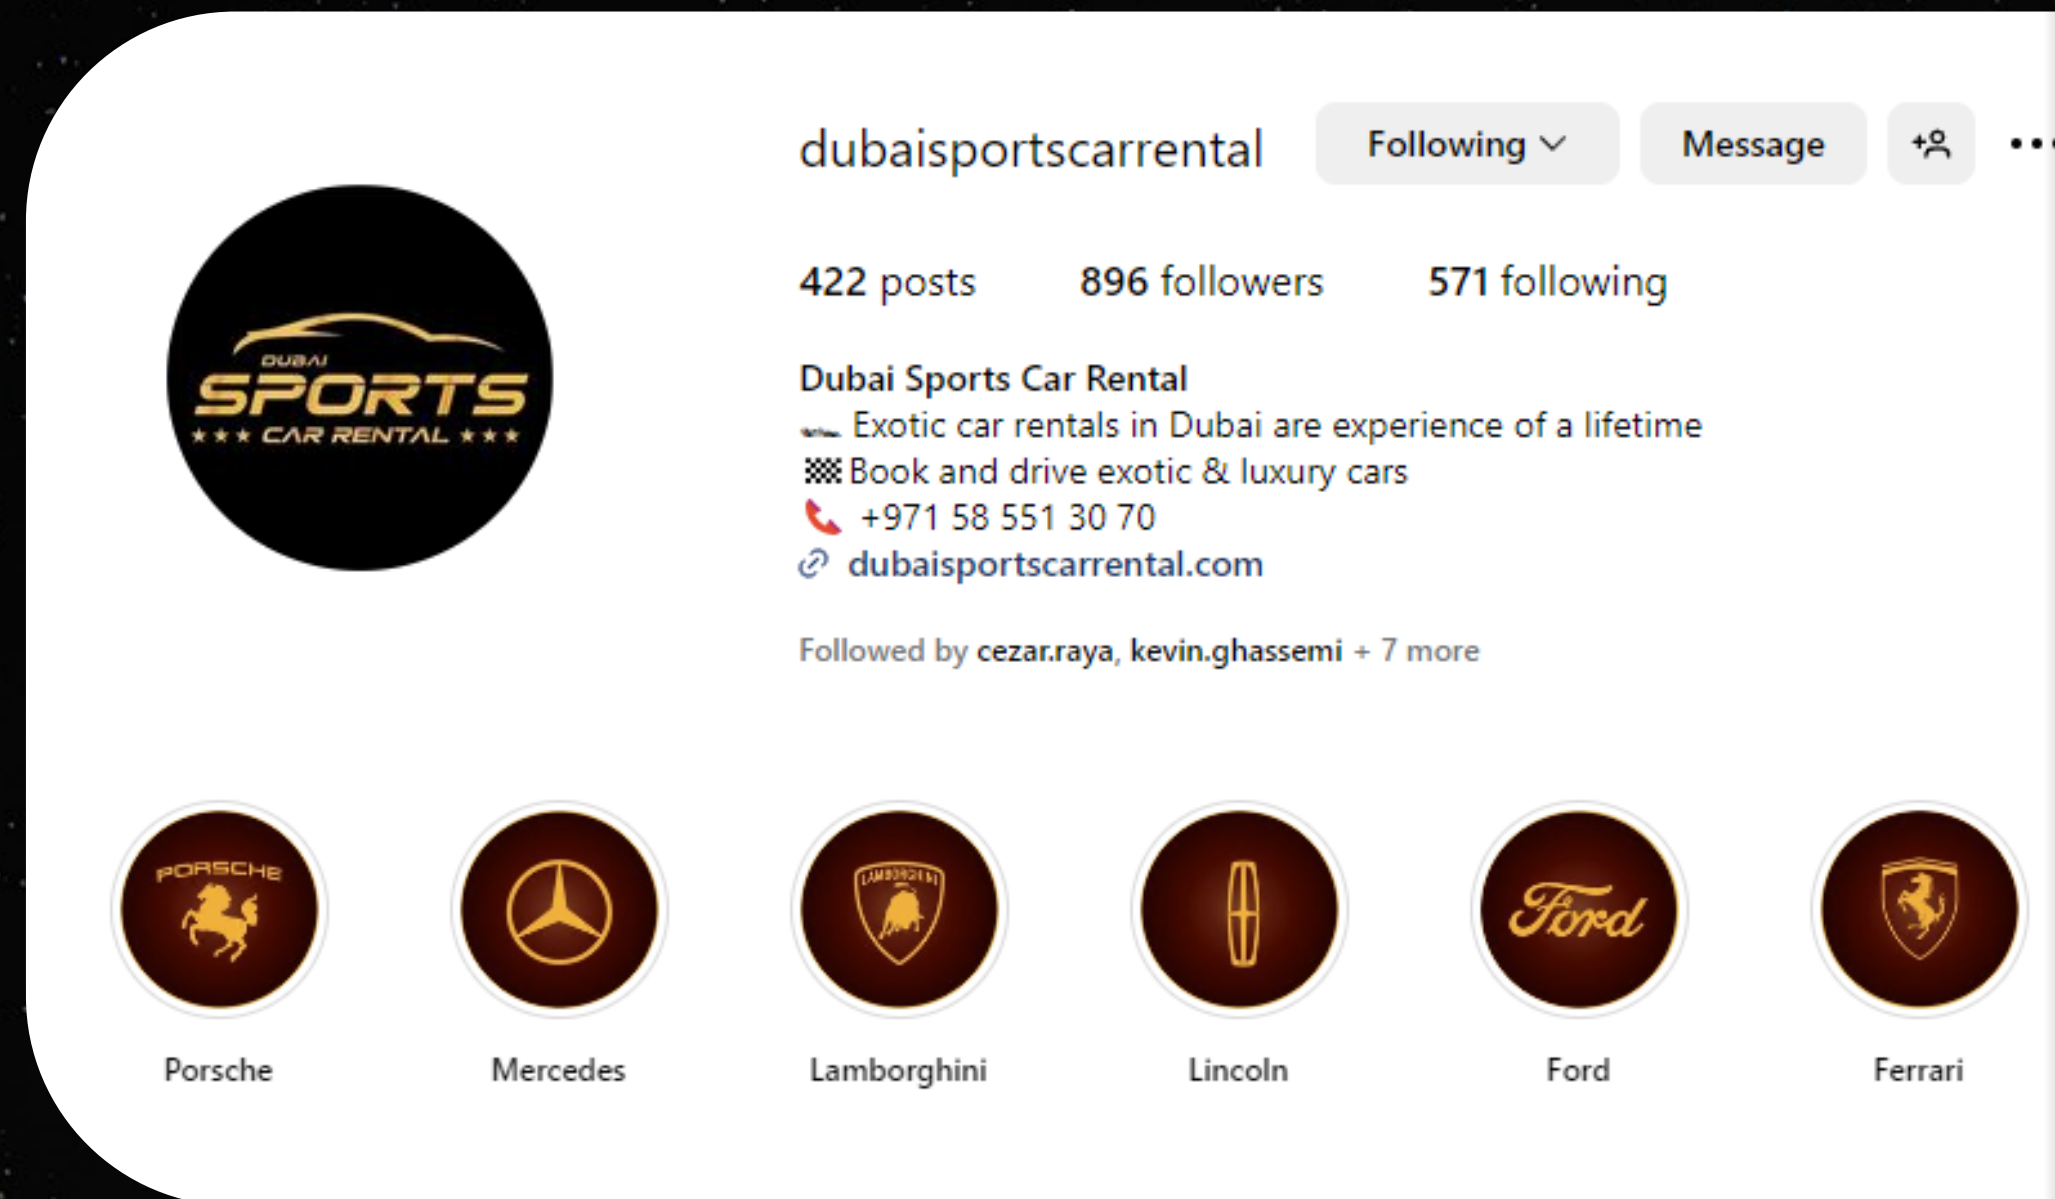 dubaisportscarrental Following Message
422 posts 896 followers 571 following
DUBAI
SPORTS
CAR RENTAL
Dubai Sports Car Rental
Exotic car rentals in Dubai are experience of a lifetime
Book and drive exotic & luxury cars
+971 58 551 30 70
dubaisportscarrental.com
Followed by cezar.raya, kevin.ghassemi + 7 more
PORSCHE
LAMBORGHINI
Ford
Porsche Mercedes Lamborghini Lincoln Ford Ferrari